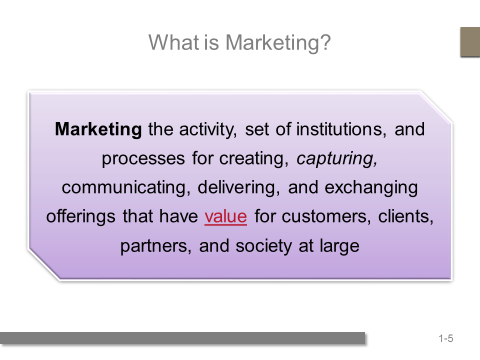 What is Marketing?
Marketing the activity, set of institutions, and
processes for creating, capturing,
communicating, delivering, and exchanging
offerings that have value for customers, clients,
partners, and society at large
1-5